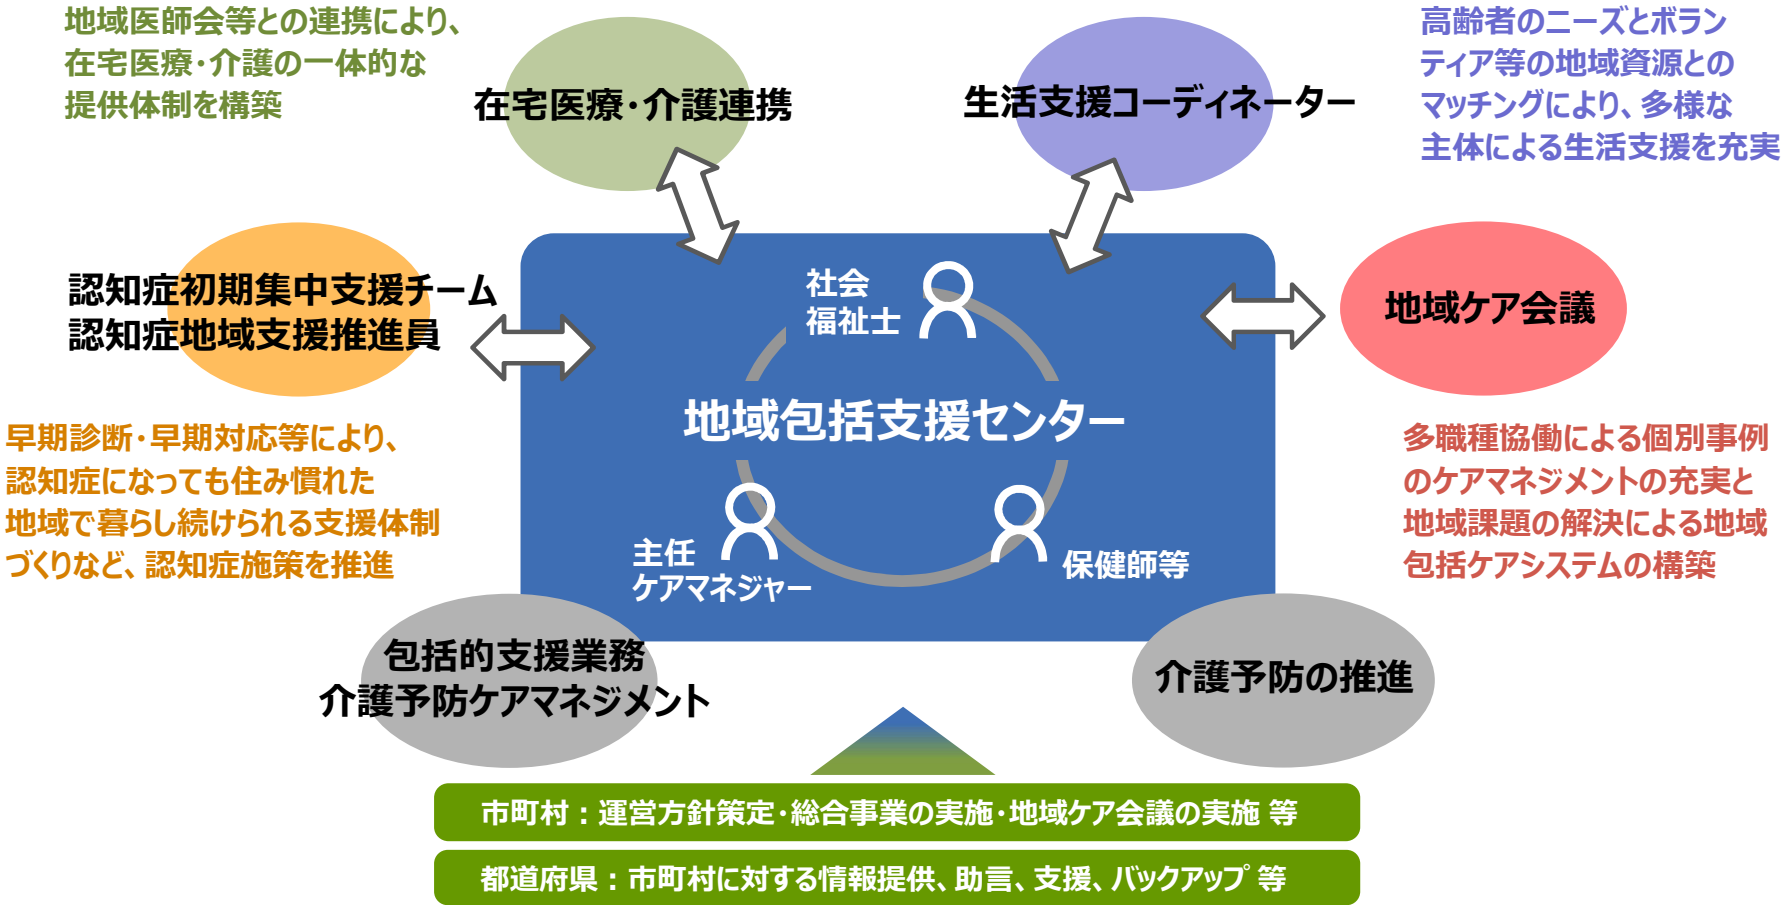 地域医師会等との連携により、
在宅医療・介護の一体的な
提供体制を構築
在宅医療・介護連携
生活支援コーディネーター
高齢者のニーズとボラン
ティア等の地域資源との
マッチングにより、多様な
主体による生活支援を充実
認知症初期集中支援チーム
認知症地域支援推進員
早期診断・早期対応等により、
認知症になっても住み慣れた
地域で暮らし続けられる支援体制
づくりなど、認知症施策を推進
社会
福祉士
地域包括支援センター
主任
ケアマネジャー
保健師等
地域ケア会議
多職種協働による個別事例
のケアマネジメントの充実と
地域課題の解決による地域
包括ケアシステムの構築
包括的支援業務
介護予防ケアマネジメント
介護予防の推進
市町村：運営方針策定・総合事業の実施・地域ケア会議の実施 等
都道府県：市町村に対する情報提供、助言、支援、バックアップ 等